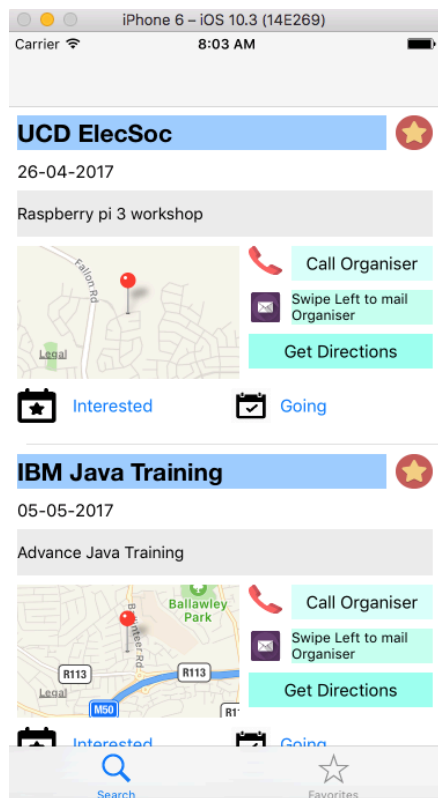 iPhone 6 – iOS 10.3 (14E269)
Carrier 8:03 AM
UCD ElecSoc
26-04-2017
Raspberry pi 3 workshop
Fallon Rd
Legal
Call Organiser
Swipe Left to mail
Organiser
Get Directions
Interested
Going
IBM Java Training
05-05-2017
Advance Java Training
Ballawley
Park
R113
R113
Legal
M50
R11
Call Organiser
Swipe Left to mail
Organiser
Get Directions
Interested
Going
Search
Favorites